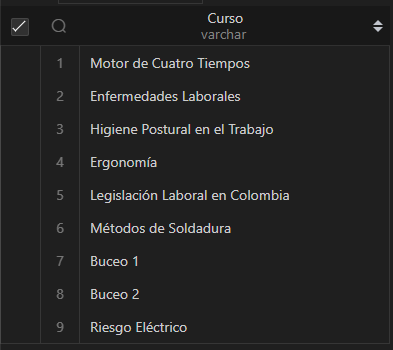 Curso
varchar
1 Motor de Cuatro Tiempos
2 Enfermedades Laborales
3 Higiene Postural en el Trabajo
4 Ergonomía
5 Legislación Laboral en Colombia
6 Métodos de Soldadura
7 Buceo 1
8 Buceo 2
9 Riesgo Eléctrico